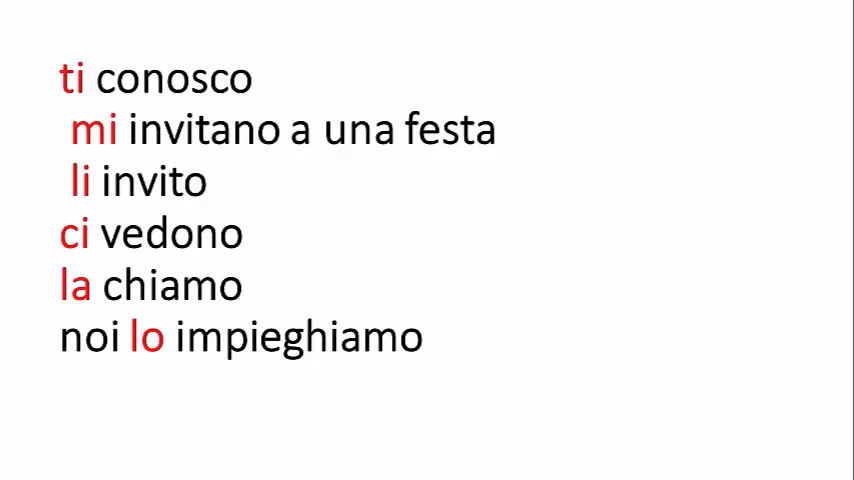 ti conosco
mi invitano a una festa
li invito
ci vedono
la chiamo
noi lo impieghiamo